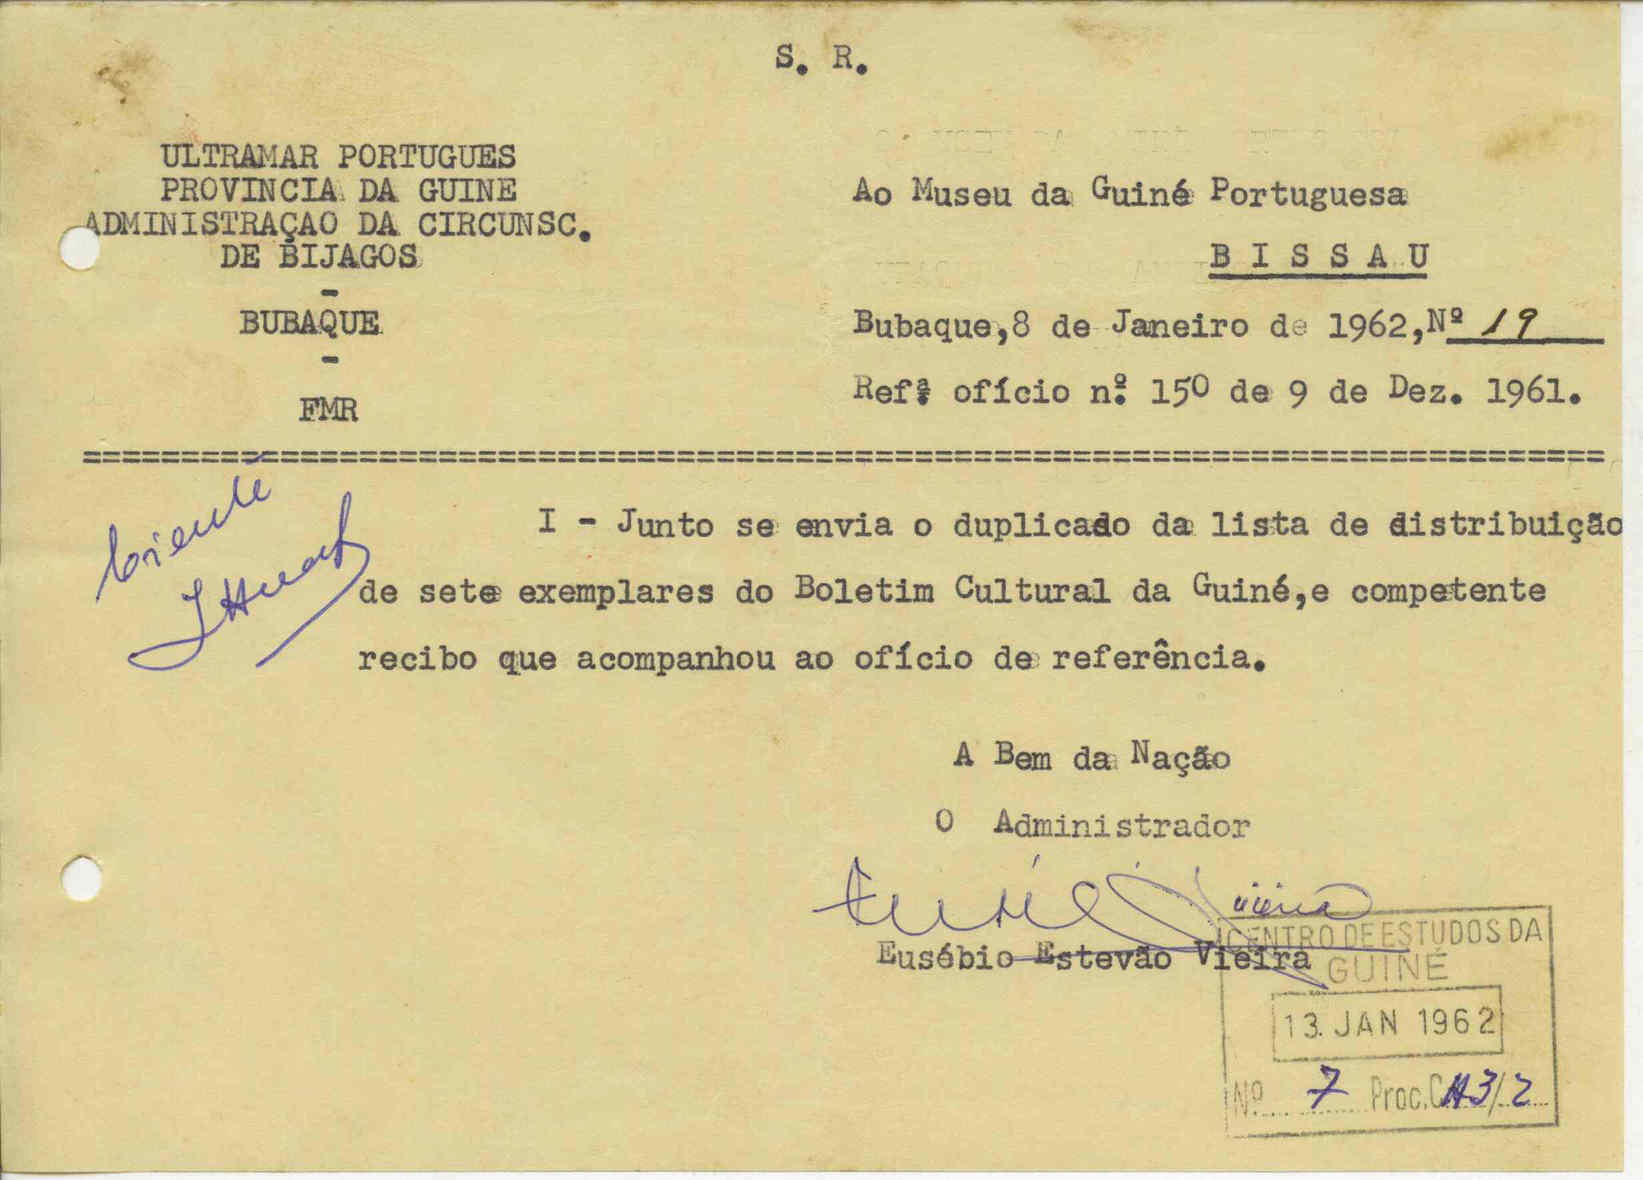 S. R.
ULTRAMAR PORTUGUES
PROVINCIA DA GUINE
ADMINISTRAÇAO DA CIRCUNSC.
DE BIJAGOS
-
BUBAQUE
-
FMR
Ao Museu da Guiné Portuguesa
B I S S A U
Bubaque,8 de Janeiro de 1962,Nº 19
Refª ofício nº 150 de 9 de Dez. 1961.
================================================================================
Ciente
I - Junto se envia o duplicado da lista de distribuição
de sete exemplares do Boletim Cultural da Guiné,e competente
recibo que acompanhou ao ofício de referência.
A Bem da Nação
O Administrador
Eusébio Estevão Vieira
CENTRO DE ESTUDOS DA
GUINÉ
13. JAN 1962
Nº 7 Proc. 3/2